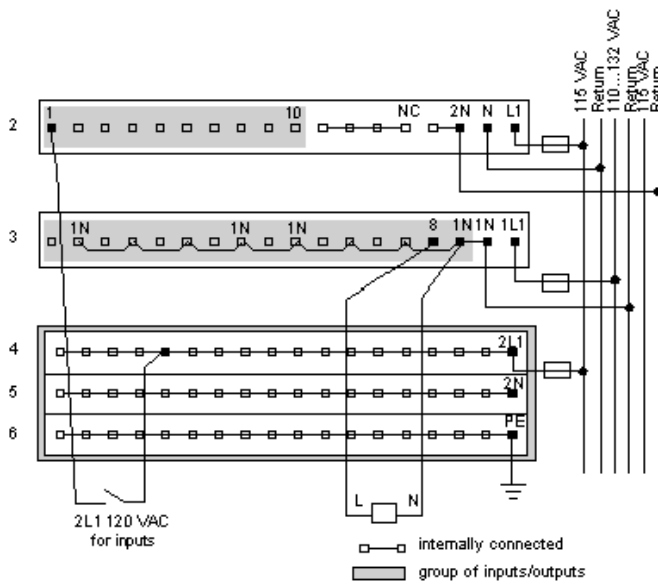 115 VAC
Return
110...132 VAC
Return
115 VAC
Return
2
1
10
NC
2N
N
L1
3
1N
1N
1N
8
1N
1N
1L1
4
2L1
5
2N
6
PE
2L1 120 VAC
for inputs
L
N
internally connected
group of inputs/outputs